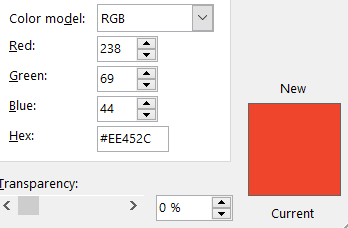 Color model: RGB
Red: 238
Green: 69
Blue: 44
Hex: #EE452C
New
Transparency:
0 %
Current